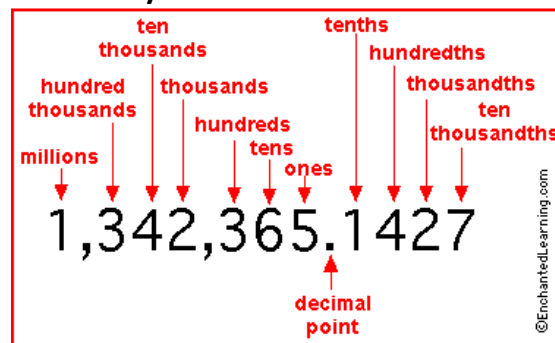 ten
thousands
tenths
hundredths
hundred
thousands
thousands
thousandths
hundreds
ten
thousandths
tens
millions
ones
1,342,365.1427
decimal
point
©EnchantedLearning.com